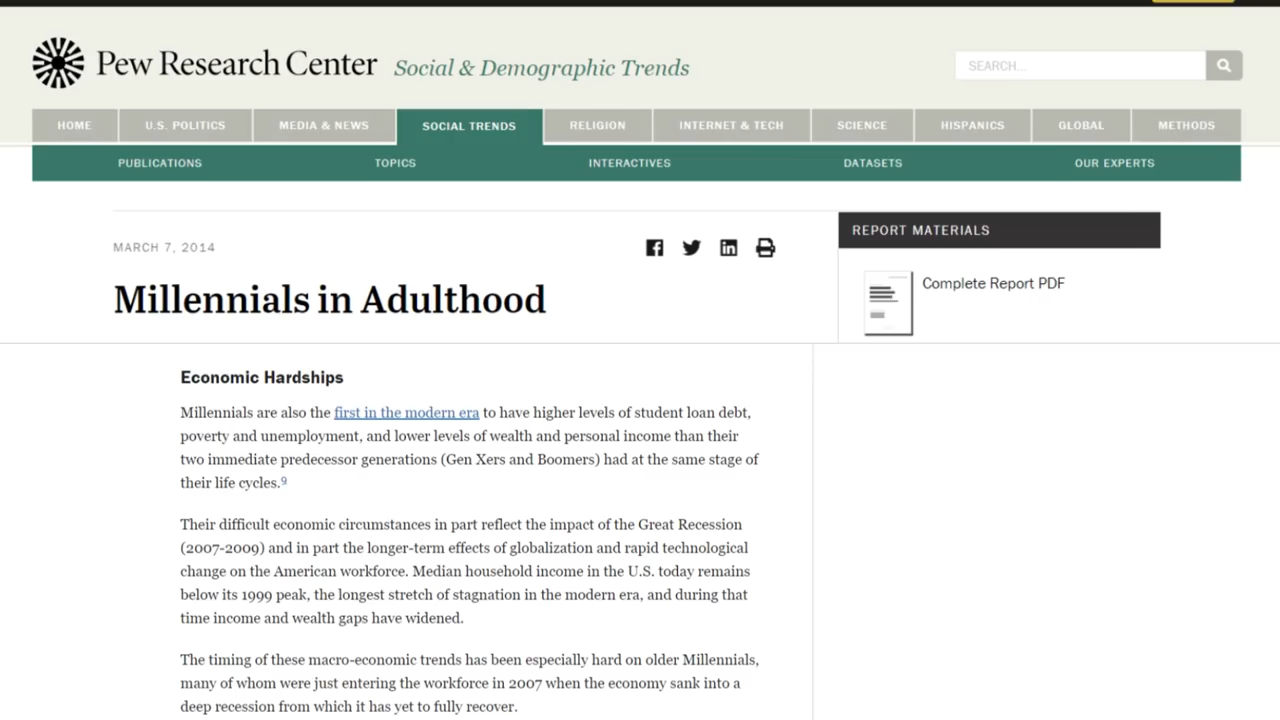 Pew Research Center Social & Demographic Trends
SEARCH...
HOME U.S. POLITICS MEDIA & NEWS SOCIAL TRENDS RELIGION INTERNET & TECH SCIENCE HISPANICS GLOBAL METHODS
PUBLICATIONS TOPICS INTERACTIVES DATASETS OUR EXPERTS
MARCH 7, 2014
Millennials in Adulthood
REPORT MATERIALS
Complete Report PDF
Economic Hardships
Millennials are also the first in the modern era to have higher levels of student loan debt,
poverty and unemployment, and lower levels of wealth and personal income than their
two immediate predecessor generations (Gen Xers and Boomers) had at the same stage of
their life cycles.9
Their difficult economic circumstances in part reflect the impact of the Great Recession
(2007-2009) and in part the longer-term effects of globalization and rapid technological
change on the American workforce. Median household income in the U.S. today remains
below its 1999 peak, the longest stretch of stagnation in the modern era, and during that
time income and wealth gaps have widened.
The timing of these macro-economic trends has been especially hard on older Millennials,
many of whom were just entering the workforce in 2007 when the economy sank into a
deep recession from which it has yet to fully recover.